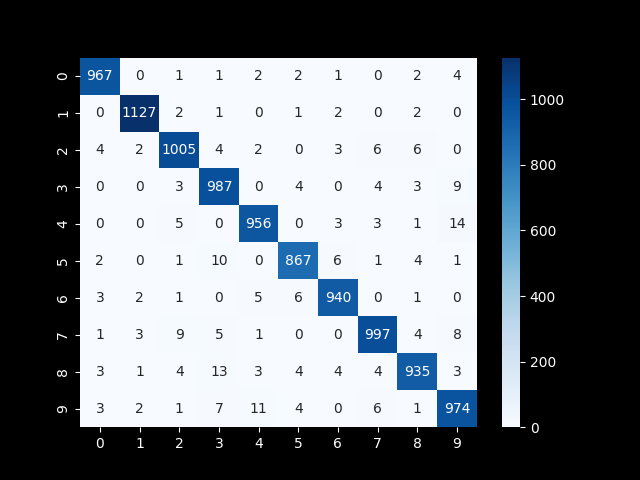 0 967 0 1 1 2 2 1 0 2 4
1 0 1127 2 1 0 1 2 0 2 0
2 4 2 1005 4 2 0 3 6 6 0
3 0 0 3 987 0 4 0 4 3 9
4 0 0 5 0 956 0 3 3 1 14
5 2 0 1 10 0 867 6 1 4 1
6 3 2 1 0 5 6 940 0 1 0
7 1 3 9 5 1 0 0 997 4 8
8 3 1 4 13 3 4 4 4 935 3
9 3 2 1 7 11 4 0 6 1 974
0 1 2 3 4 5 6 7 8 9
1000
800
600
400
200
0